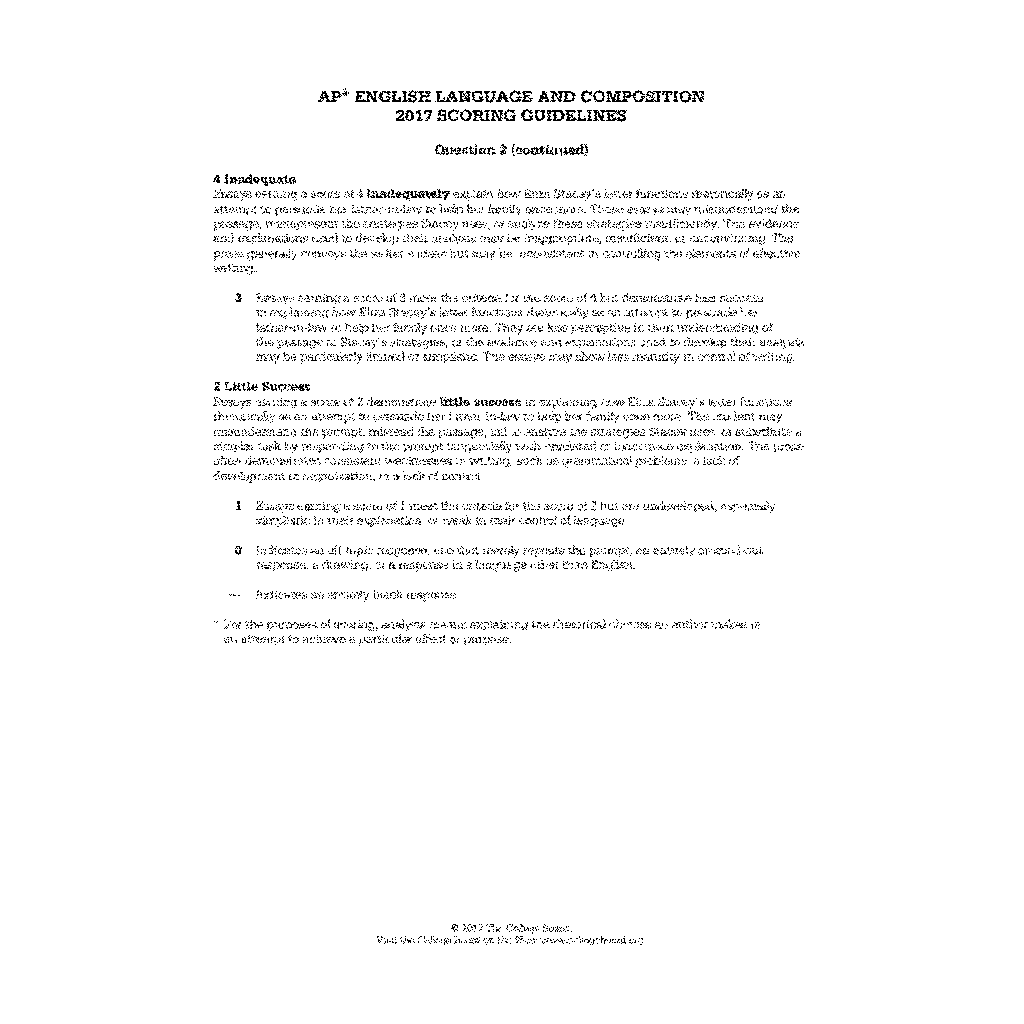 AP® ENGLISH LANGUAGE AND COMPOSITION
2017 SCORING GUIDELINES
Question 2 (continued)
4 Inadequate
Essays earning a score of 4 inadequately explain how Eliza Stacey's letter functions rhetorically as an
attempt to persuade her father-in-law to help her family once more. These essays may misunderstand the
passage, misrepresent the strategies Stacey uses, or analyze these strategies insufficiently. The evidence
and explanations used to develop their analysis may be inappropriate, insufficient, or unconvincing. The
prose generally conveys the writer's ideas but may be inconsistent in controlling the elements of effective
writing.
3 Essays earning a score of 3 meet the criteria for the score of 4 but demonstrate less success
in explaining how Eliza Stacey's letter functions rhetorically as an attempt to persuade her
father-in-law to help her family once more. They are less perceptive in their understanding of
the passage or Stacey's strategies, or the evidence and explanations used to develop their analysis
may be particularly limited or simplistic. The essays may show less maturity in control of writing.
2 Little Success
Essays earning a score of 2 demonstrate little success in explaining how Eliza Stacey's letter functions
rhetorically as an attempt to persuade her father-in-law to help her family once more. The student may
misunderstand the prompt, misread the passage, fail to analyze the strategies Stacey uses, or substitute a
simpler task by responding to the prompt tangentially with unrelated or inaccurate explanation. The prose
often demonstrates consistent weaknesses in writing, such as grammatical problems, a lack of
development or organization, or a lack of control.
1 Essays earning a score of 1 meet the criteria for the score of 2 but are undeveloped, especially
simplistic in their explanation, or weak in their control of language.
0 Indicates an off-topic response, one that merely repeats the prompt, an entirely crossed-out
response, a drawing, or a response in a language other than English.
— Indicates an entirely blank response.
* For the purposes of scoring, analysis means explaining the rhetorical choices an author makes in
an attempt to achieve a particular effect or purpose.
© 2017 The College Board.
Visit the College Board on the Web: www.collegeboard.org.